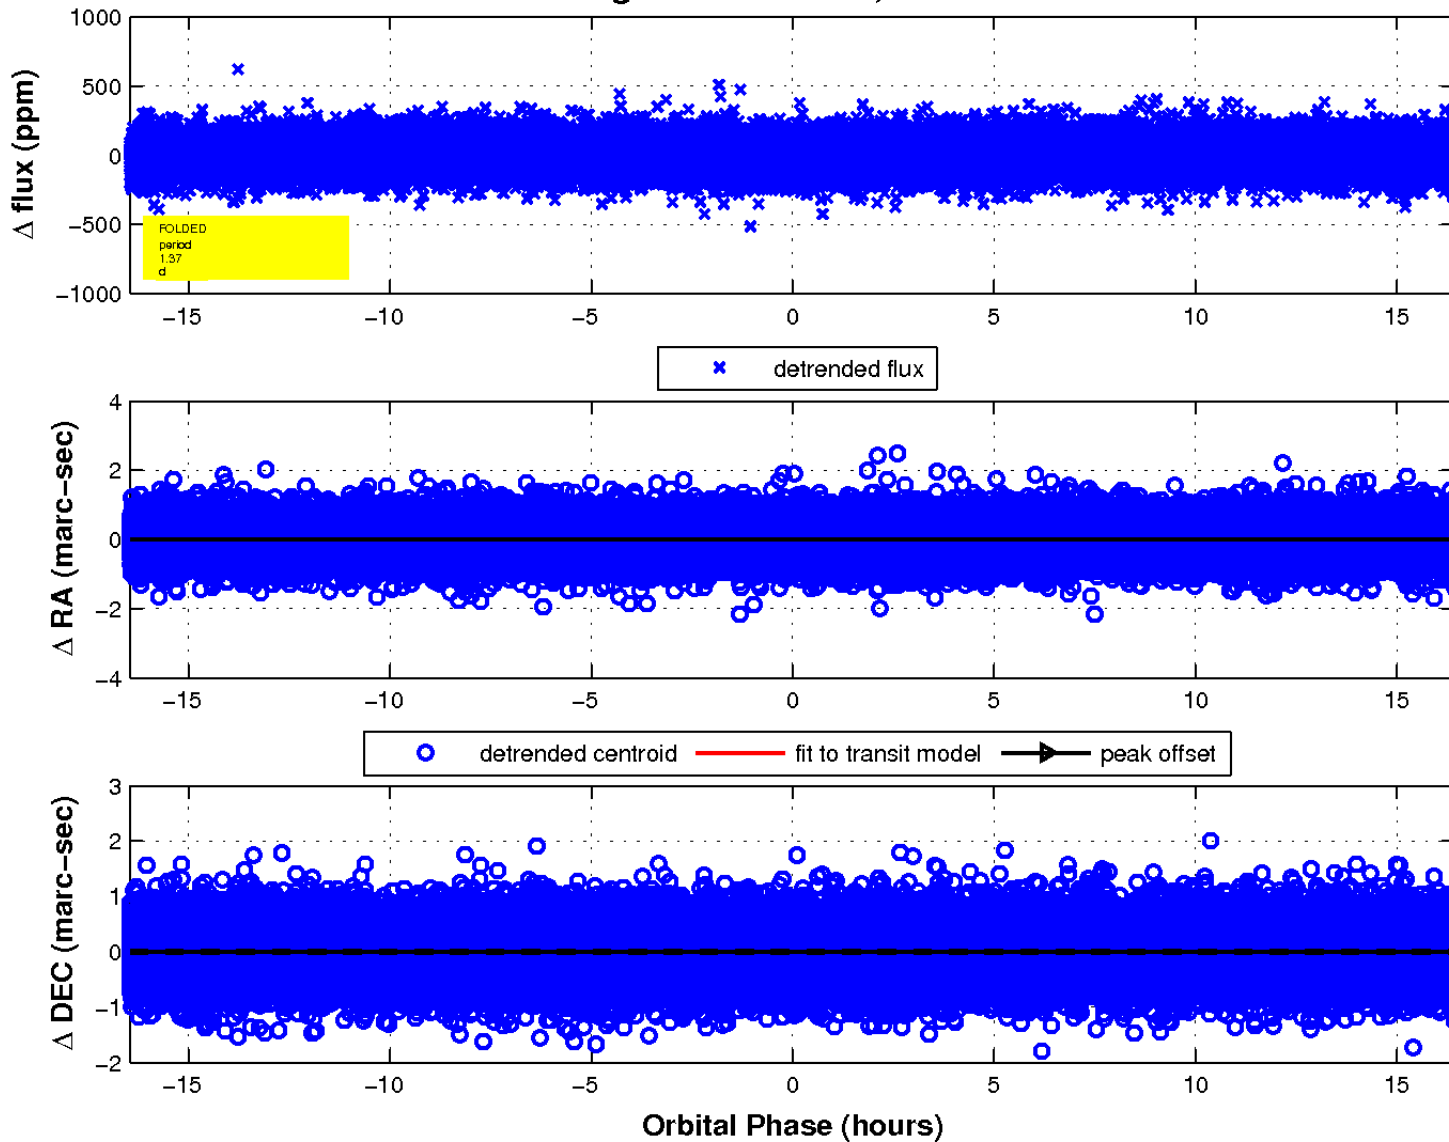 1000
500
0
−500
−1000
Δ flux (ppm)
FOLDED
period
1.37
d
−15 −10 −5 0 5 10 15
detrended flux
4
2
0
−2
−4
Δ RA (marc−sec)
−15 −10 −5 0 5 10 15
detrended centroid fit to transit model peak offset
3
2
1
0
−1
−2
Δ DEC (marc−sec)
−15 −10 −5 0 5 10 15
Orbital Phase (hours)